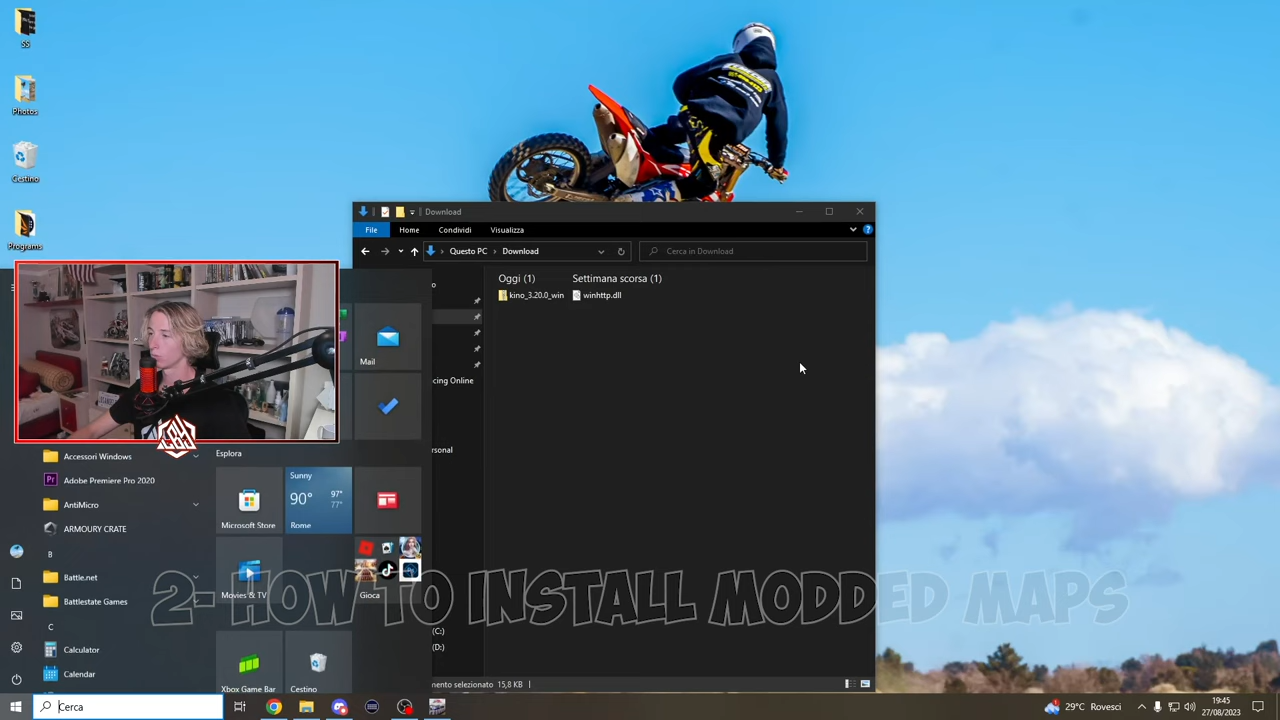 SS
Photos
Cestino
Programs
Download
File
Home
Condividi
Visualizza
Questo PC
Download
Cerca in Download
Oggi (1)
Settimana scorsa (1)
kino_3.20.0_win
winhttp.dll
cing Online
ersonal
(C:)
(D:)
mento selezionato 15,8 KB
Mail
Esplora
Accessori Windows
Adobe Premiere Pro 2020
AntiMicro
ARMOURY CRATE
B
Battle.net
Battlestate Games
C
Calculator
Calendar
Microsoft Store
Sunny
90°
97°
77°
Rome
Movies & TV
Gioca
Xbox Game Bar
Cestino
2- HOW TO INSTALL MODDED MAPS
Cerca
29°C Rovesci
19:45
27/08/2023